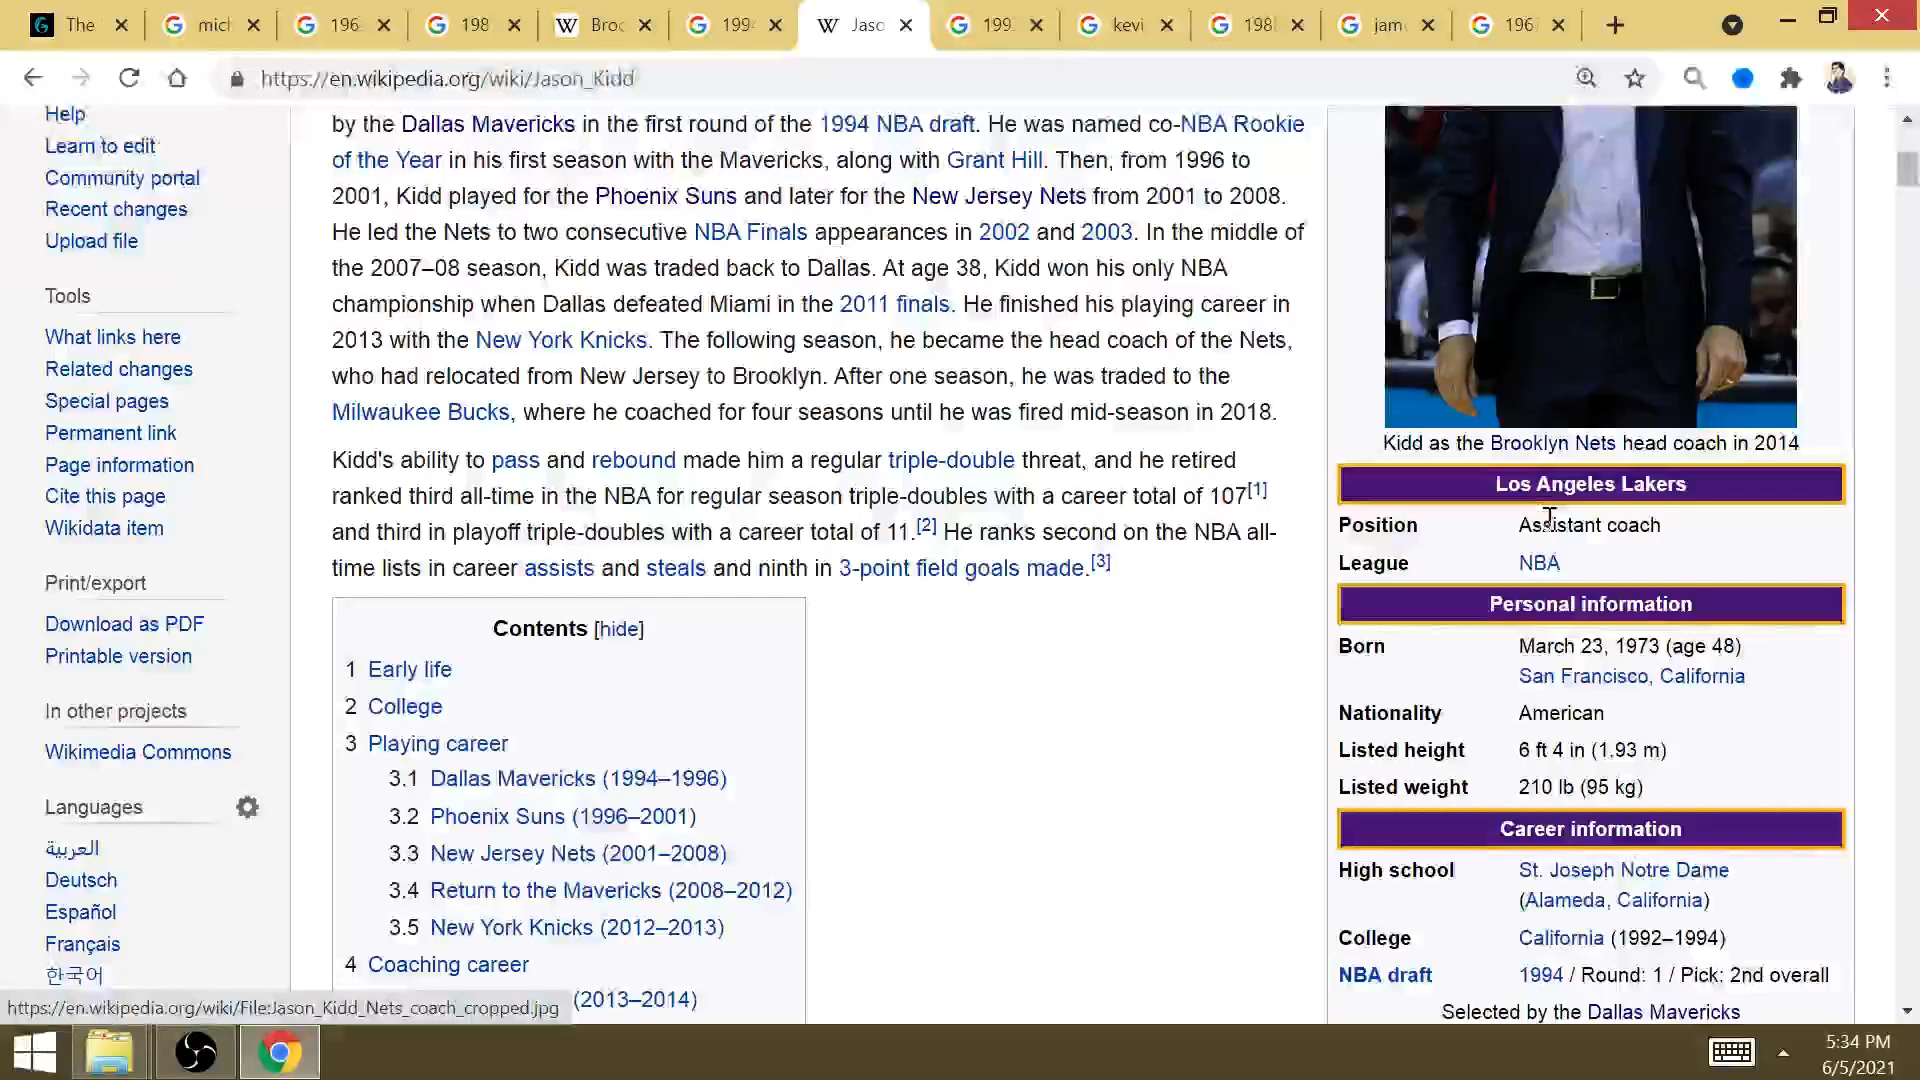 The
mich
196
198
Broc
199
Jaso
199
kevi
198
jam
196
https://en.wikipedia.org/wiki/Jason_Kidd
Help
Learn to edit
Community portal
Recent changes
Upload file
Tools
What links here
Related changes
Special pages
Permanent link
Page information
Cite this page
Wikidata item
Print/export
Download as PDF
Printable version
In other projects
Wikimedia Commons
Languages
العربية
Deutsch
Español
Français
한국어
by the Dallas Mavericks in the first round of the 1994 NBA draft. He was named co-NBA Rookie
of the Year in his first season with the Mavericks, along with Grant Hill. Then, from 1996 to
2001, Kidd played for the Phoenix Suns and later for the New Jersey Nets from 2001 to 2008.
He led the Nets to two consecutive NBA Finals appearances in 2002 and 2003. In the middle of
the 2007–08 season, Kidd was traded back to Dallas. At age 38, Kidd won his only NBA
championship when Dallas defeated Miami in the 2011 finals. He finished his playing career in
2013 with the New York Knicks. The following season, he became the head coach of the Nets,
who had relocated from New Jersey to Brooklyn. After one season, he was traded to the
Milwaukee Bucks, where he coached for four seasons until he was fired mid-season in 2018.
Kidd's ability to pass and rebound made him a regular triple-double threat, and he retired
ranked third all-time in the NBA for regular season triple-doubles with a career total of 107[1]
and third in playoff triple-doubles with a career total of 11.[2] He ranks second on the NBA all-
time lists in career assists and steals and ninth in 3-point field goals made.[3]
Contents [hide]
1 Early life
2 College
3 Playing career
3.1 Dallas Mavericks (1994–1996)
3.2 Phoenix Suns (1996–2001)
3.3 New Jersey Nets (2001–2008)
3.4 Return to the Mavericks (2008–2012)
3.5 New York Knicks (2012–2013)
4 Coaching career
(2013–2014)
Kidd as the Brooklyn Nets head coach in 2014
Los Angeles Lakers
Position Assistant coach
League NBA
Personal information
Born March 23, 1973 (age 48)
San Francisco, California
Nationality American
Listed height 6 ft 4 in (1.93 m)
Listed weight 210 lb (95 kg)
Career information
High school St. Joseph Notre Dame
(Alameda, California)
College California (1992–1994)
NBA draft 1994 / Round: 1 / Pick: 2nd overall
Selected by the Dallas Mavericks
https://en.wikipedia.org/wiki/File:Jason_Kidd_Nets_coach_cropped.jpg
5:34 PM
6/5/2021